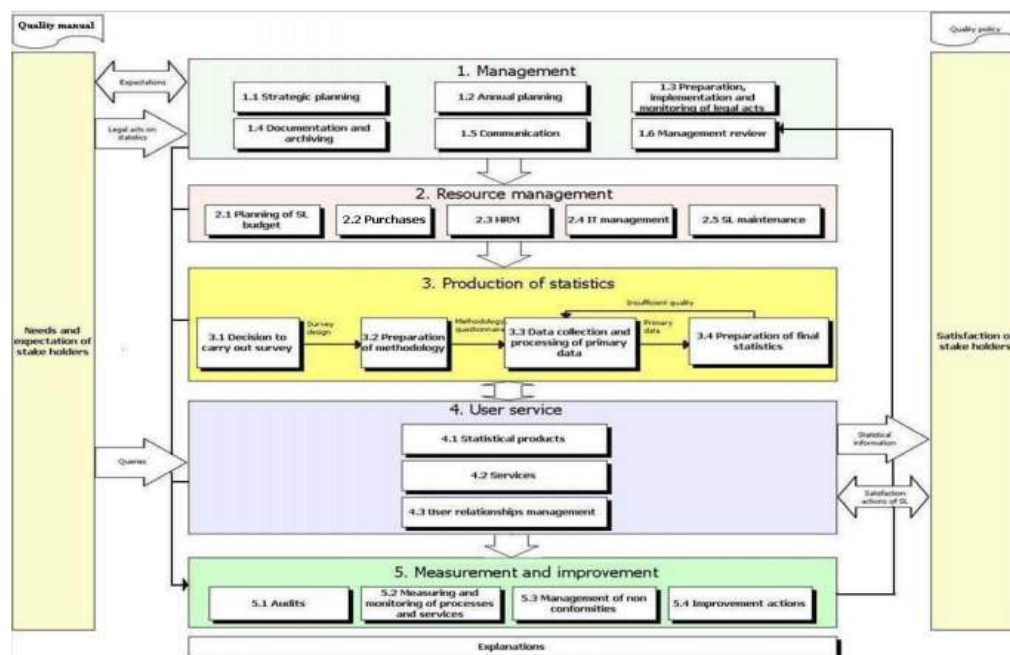 Quality manual
Quality policy
Needs and
expectation of
stake holders
Expectations
Legal acts on
statistics
Queries
1. Management
1.1 Strategic planning
1.2 Annual planning
1.3 Preparation,
implementation and
monitoring of legal acts
1.4 Documentation and
archiving
1.5 Communication
1.6 Management review
2. Resource management
2.1 Planning of SL
budget
2.2 Purchases
2.3 HRM
2.4 IT management
2.5 SL maintenance
3. Production of statistics
Insufficient quality
3.1 Decision to
carry out survey
Survey
design
3.2 Preparation
of methodology
Methodology,
questionnaire
3.3 Data collection and
processing of primary
data
Primary
data
3.4 Preparation of final
statistics
4. User service
4.1 Statistical products
4.2 Services
4.3 User relationships management
Statistical
information
Satisfaction
actions of SL
Satisfaction of
stake holders
5. Measurement and improvement
5.1 Audits
5.2 Measuring and
monitoring of processes
and services
5.3 Management of non
conformities
5.4 Improvement actions
Explanations